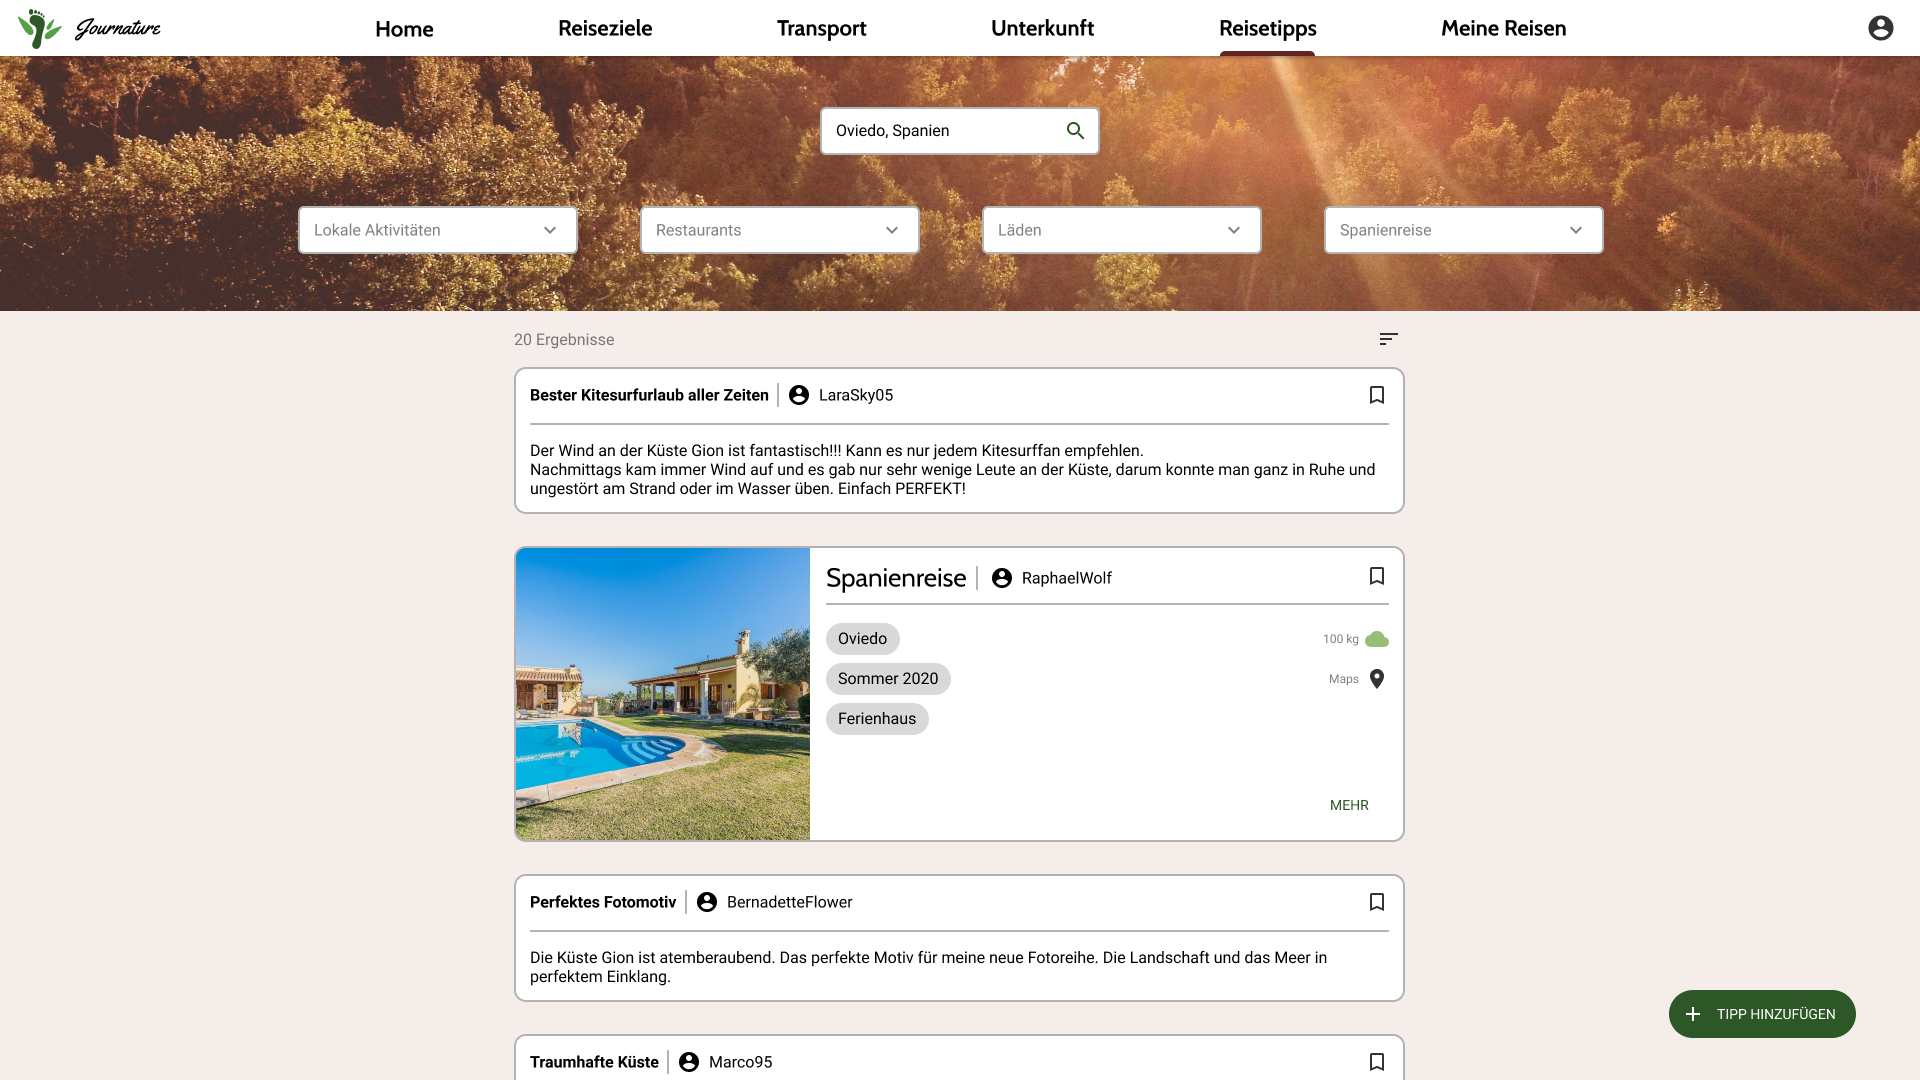 Journature
Home
Reiseziele
Transport
Unterkunft
Reisetipps
Meine Reisen
Oviedo, Spanien
Lokale Aktivitäten
Restaurants
Läden
Spanienreise
20 Ergebnisse
Bester Kitesurfurlaub aller Zeiten
LaraSky05
Der Wind an der Küste Gion ist fantastisch!!! Kann es nur jedem Kitesurffan empfehlen.
Nachmittags kam immer Wind auf und es gab nur sehr wenige Leute an der Küste, darum konnte man ganz in Ruhe und
ungestört am Strand oder im Wasser üben. Einfach PERFEKT!
Spanienreise
RaphaelWolf
Oviedo
100 kg
Sommer 2020
Maps
Ferienhaus
MEHR
Perfektes Fotomotiv
BernadetteFlower
Die Küste Gion ist atemberaubend. Das perfekte Motiv für meine neue Fotoreihe. Die Landschaft und das Meer in
perfektem Einklang.
TIPP HINZUFÜGEN
Traumhafte Küste
Marco95